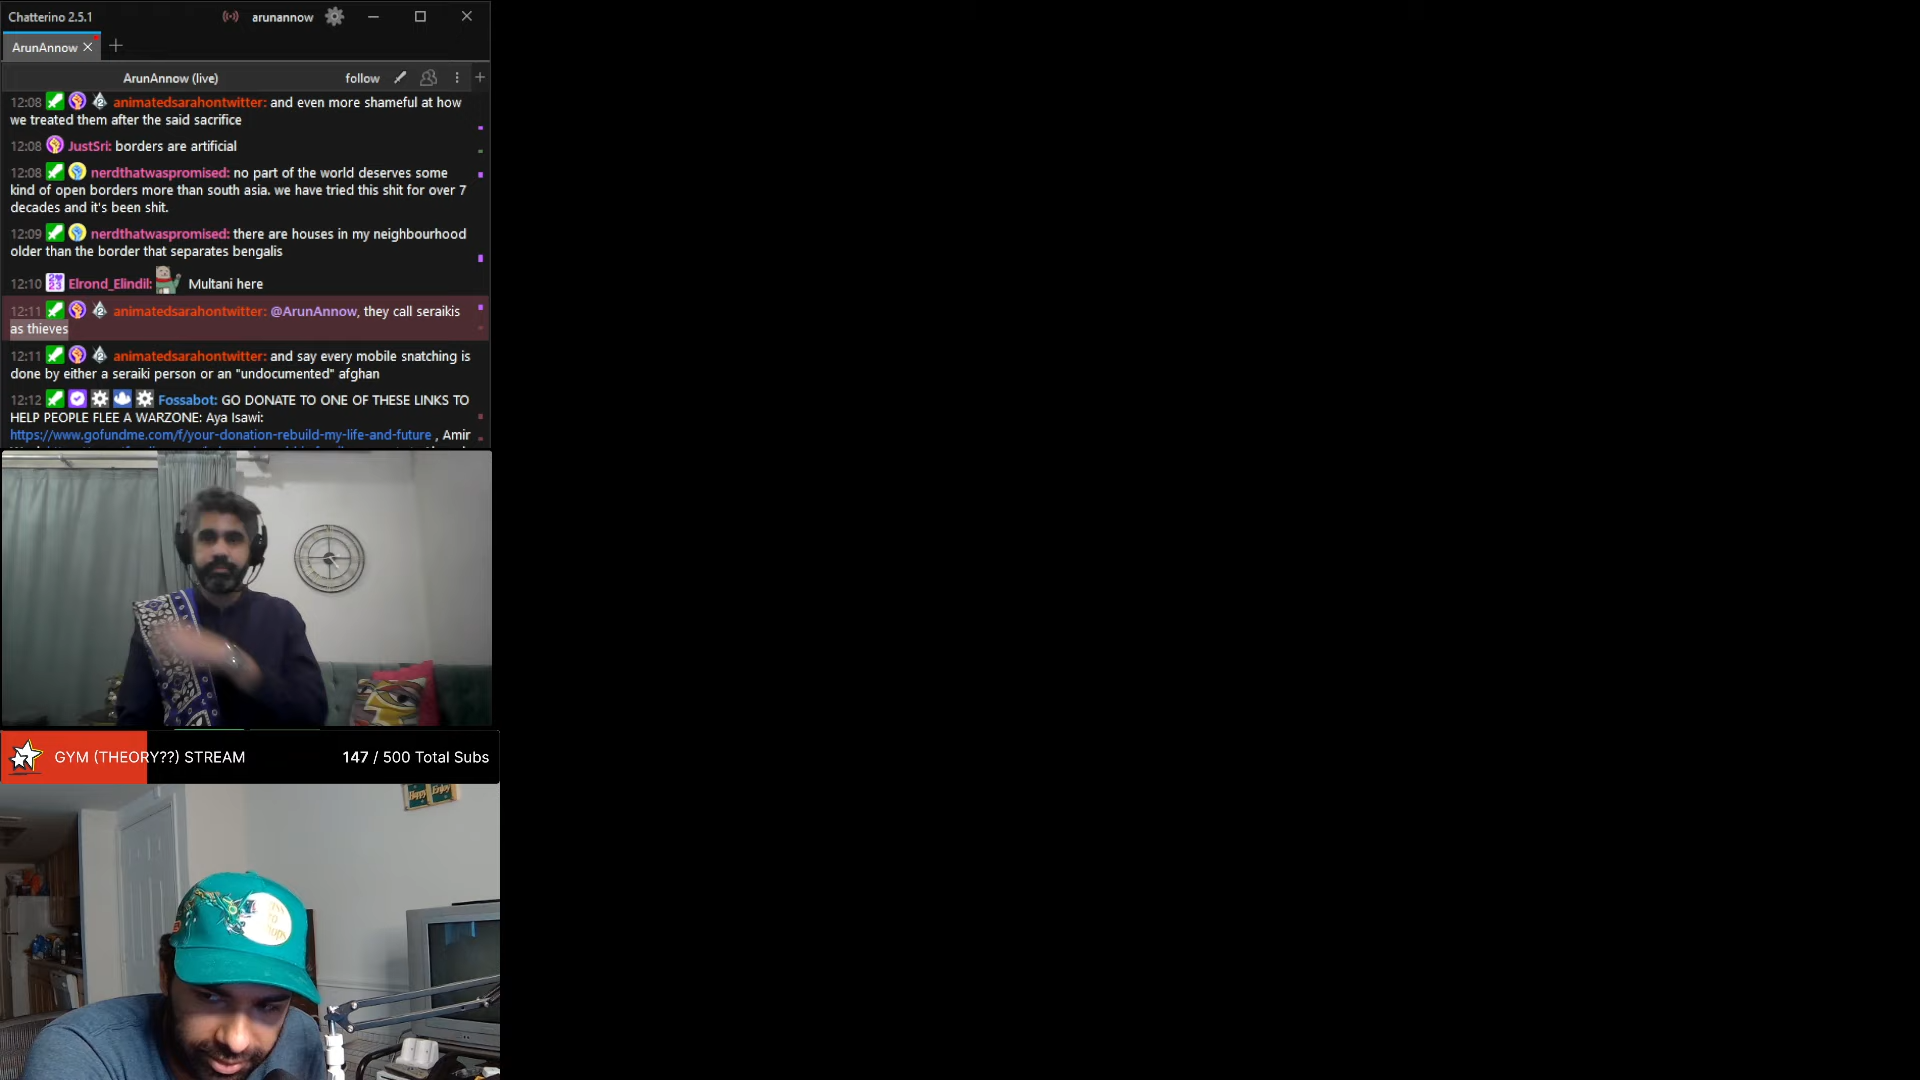 Chatterino 2.5.1
arunannow
ArunAnnow
ArunAnnow (live)
follow
12:08 animatedsarahontwitter: and even more shameful at how
we treated them after the said sacrifice
12:08 JustSri: borders are artificial
12:08 nerdthatwaspromised: no part of the world deserves some
kind of open borders more than south asia. we have tried this shit for over 7
decades and it's been shit.
12:09 nerdthatwaspromised: there are houses in my neighbourhood
older than the border that separates bengalis
12:10 Elrond_Elindil: Multani here
12:11 animatedsarahontwitter: @ArunAnnow, they call seraikis
as thieves
12:11 animatedsarahontwitter: and say every mobile snatching is
done by either a seraiki person or an "undocumented" afghan
12:12 Fossabot: GO DONATE TO ONE OF THESE LINKS TO
HELP PEOPLE FLEE A WARZONE: Aya Isawi:
https://www.gofundme.com/f/your-donation-rebuild-my-life-and-future , Amir
GYM (THEORY??) STREAM
147 / 500 Total Subs
Happy Enjoy